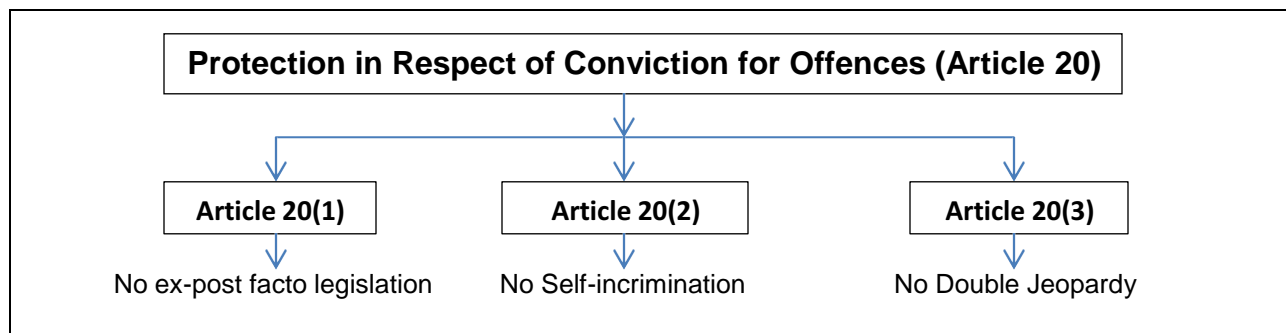 Protection in Respect of Conviction for Offences (Article 20)
Article 20(1)
Article 20(2)
Article 20(3)
No ex-post facto legislation
No Self-incrimination
No Double Jeopardy